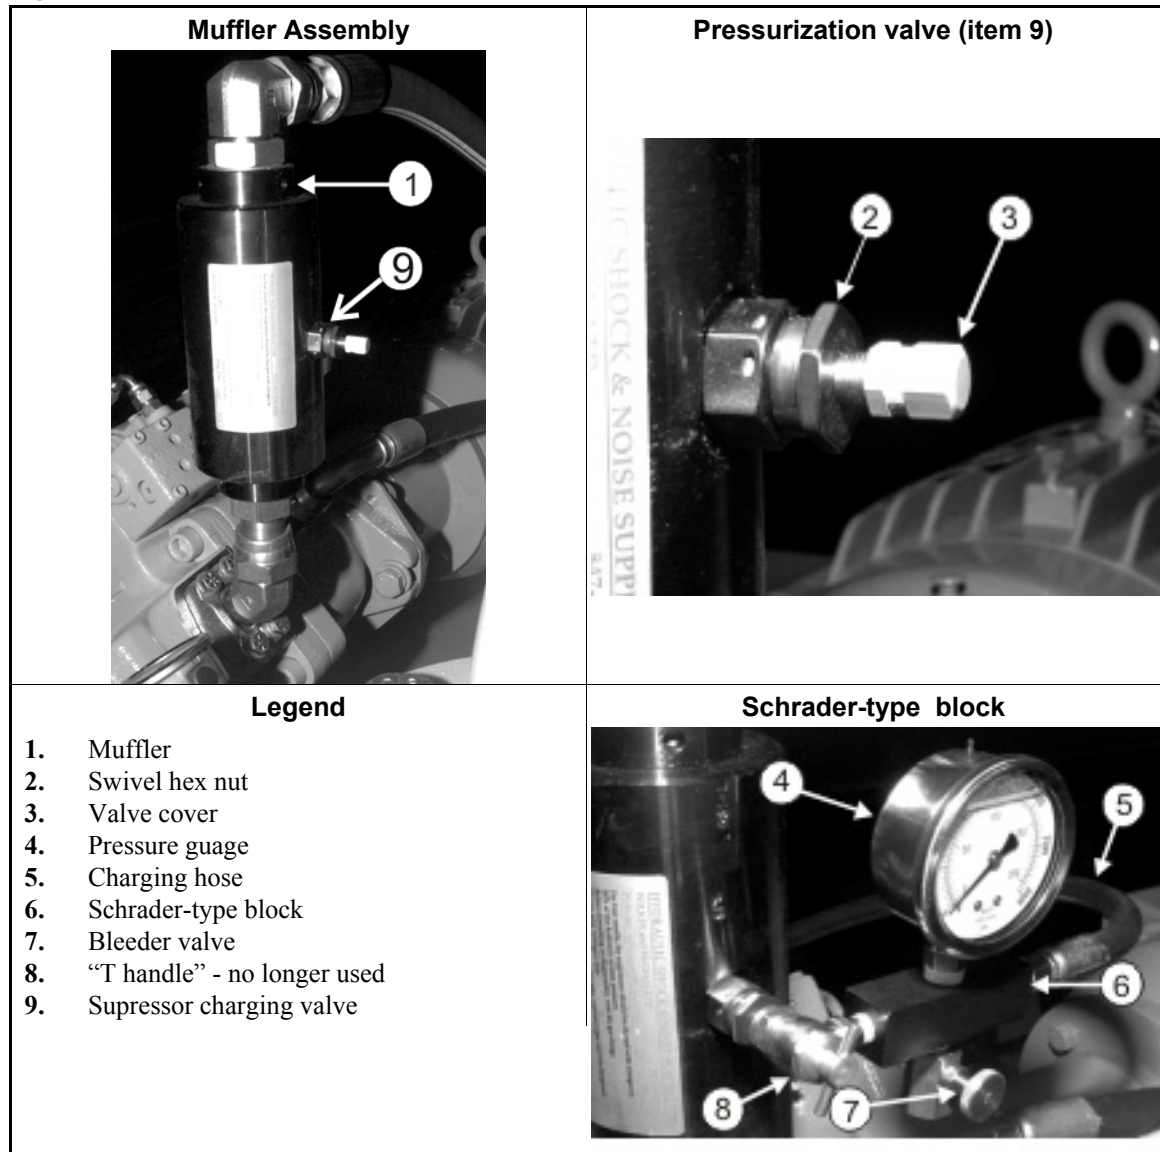 Muffler Assembly
1
9
Pressurization valve (item 9)
2
3
IC SHOCK & NOISE SUPP
847
Legend
1. Muffler
2. Swivel hex nut
3. Valve cover
4. Pressure guage
5. Charging hose
6. Schrader-type block
7. Bleeder valve
8. “T handle” - no longer used
9. Supressor charging valve
Schrader-type block
4
5
6
8
7